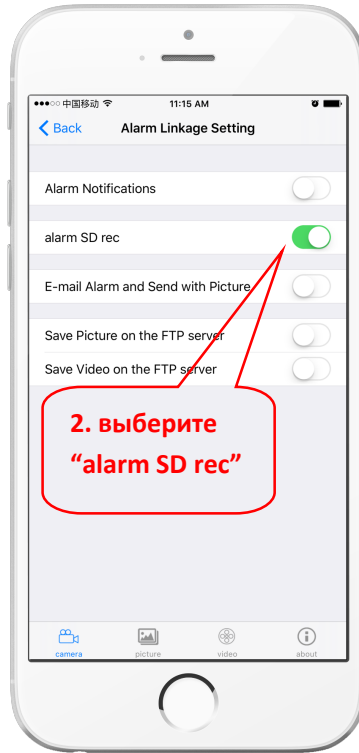 中国移动 11:15 AM
Back Alarm Linkage Setting
Alarm Notifications
alarm SD rec
E-mail Alarm and Send with Picture
Save Picture on the FTP server
Save Video on the FTP server
2. выберите
“alarm SD rec”
camera picture video about